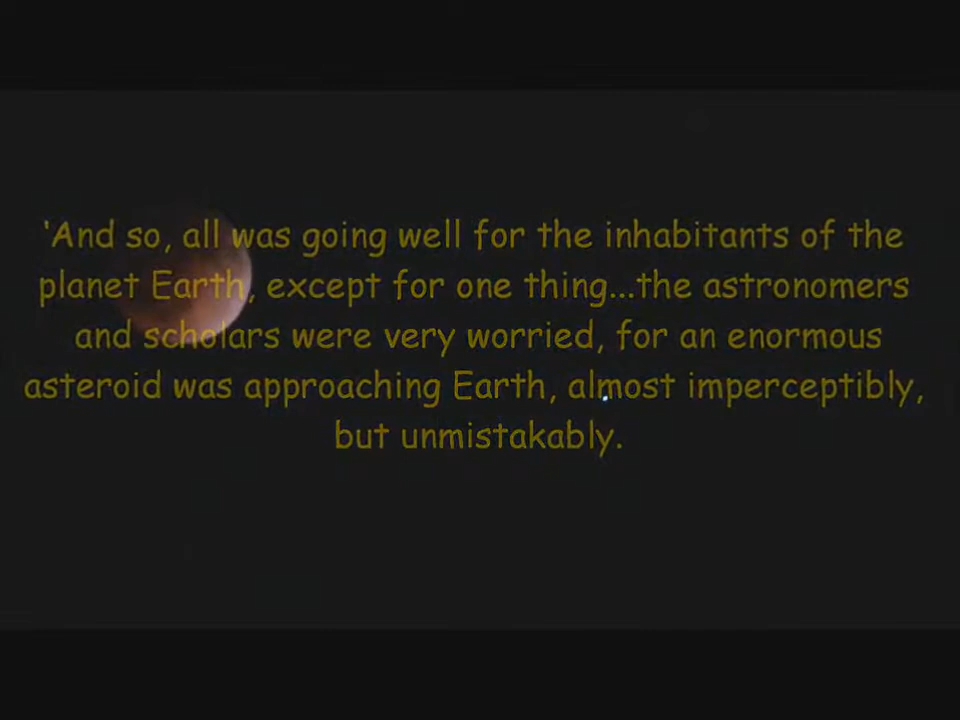 'And so, all was going well for the inhabitants of the
planet Earth, except for one thing...the astronomers
and scholars were very worried, for an enormous
asteroid was approaching Earth, almost imperceptibly,
but unmistakably.